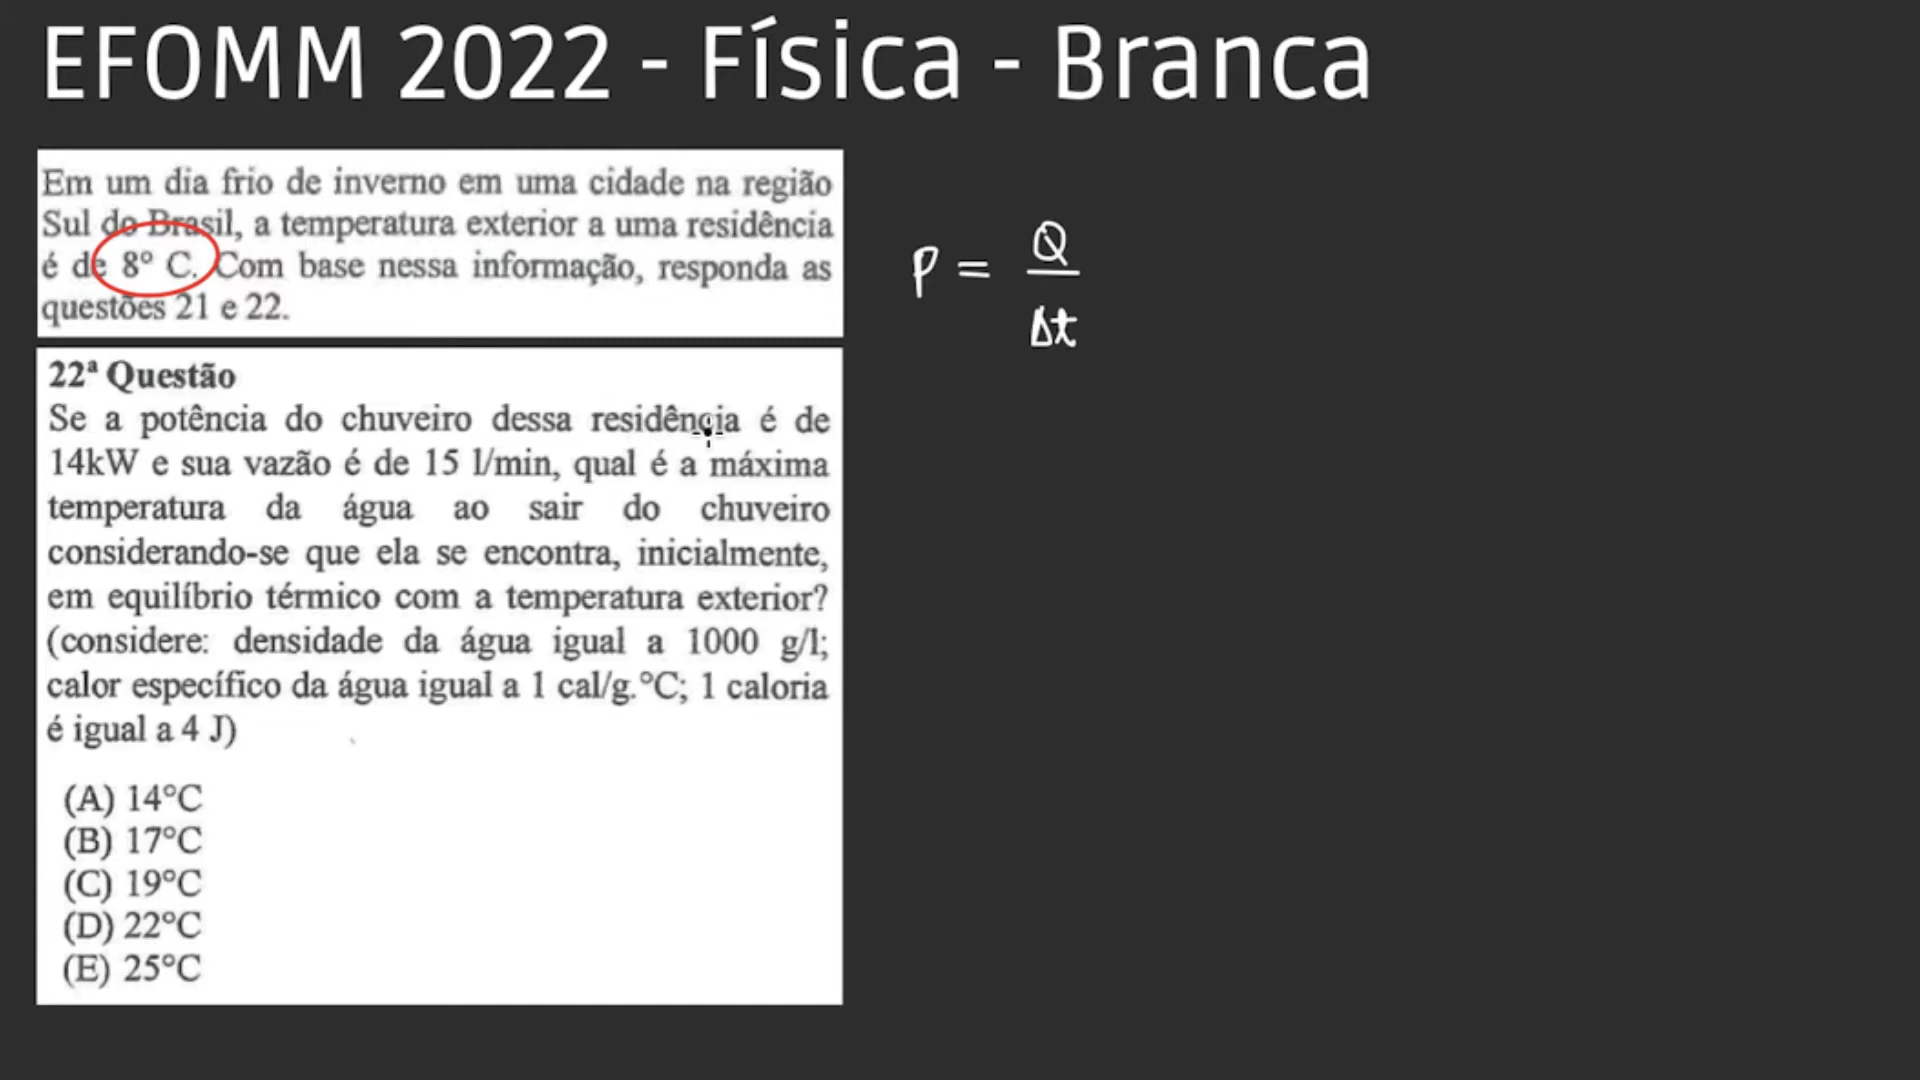 EFOMM 2022 - Física - Branca
Em um dia frio de inverno em uma cidade na região
Sul do Brasil, a temperatura exterior a uma residência
é de 8° C. Com base nessa informação, responda as
questões 21 e 22.
P = Q
Δt
22ª Questão
Se a potência do chuveiro dessa residência é de
14kW e sua vazão é de 15 l/min, qual é a máxima
temperatura da água ao sair do chuveiro
considerando-se que ela se encontra, inicialmente,
em equilíbrio térmico com a temperatura exterior?
(considere: densidade da água igual a 1000 g/l;
calor específico da água igual a 1 cal/g.°C; 1 caloria
é igual a 4 J)
(A) 14°C
(B) 17°C
(C) 19°C
(D) 22°C
(E) 25°C